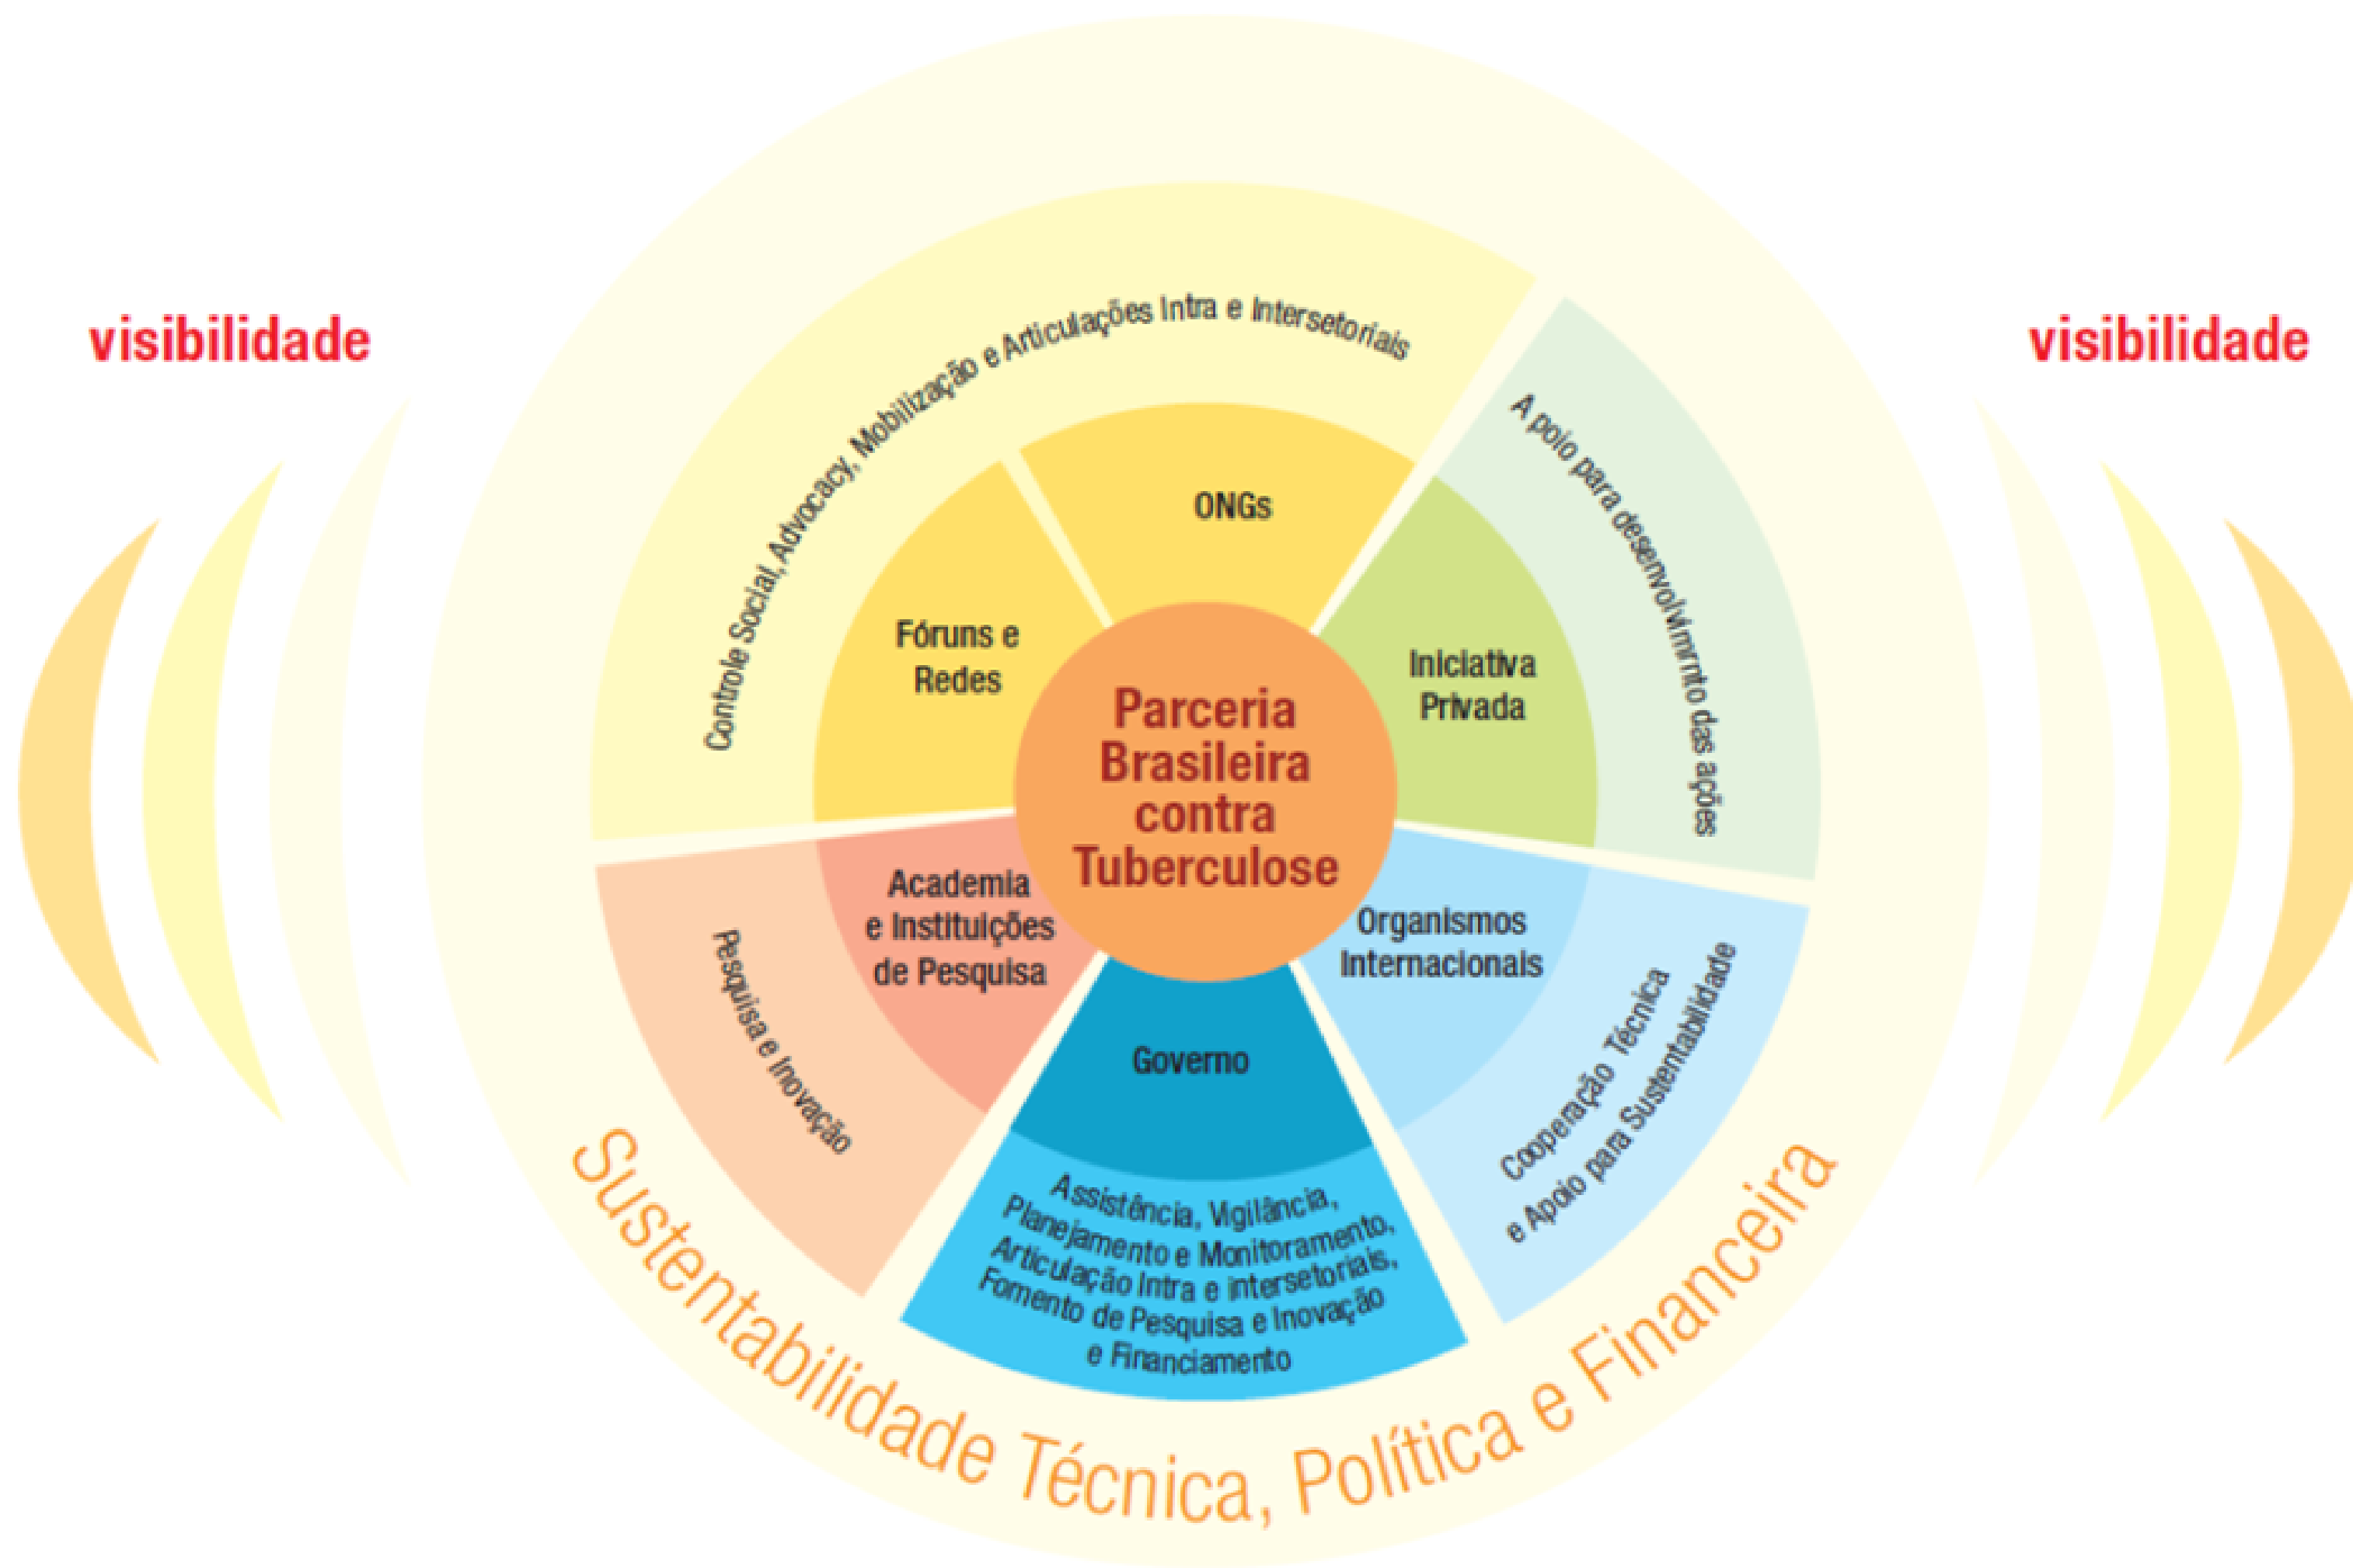 visibilidade
visibilidade
Controle Social, Advocacy, Mobilização e Articulações Intra e Intersetoriais
A poio para desenvolvimrnto das ações
ONGs
Fóruns e
Redes
Iniciativa
Privada
Parceria
Brasileira
contra
Tuberculose
Academia
e Instituições
de Pesquisa
Organismos
Internacionais
Pesquisa e Inovação
Cooperação Técnica
e Apoio para Sustentabilidade
Governo
Assistência, Vigilância,
Planejamento e Monitoramento,
Articulação Intra e intersetoriais,
Fomento de Pesquisa e Inovação
e Financiamento
Sustentabilidade Técnica, Política e Financeira